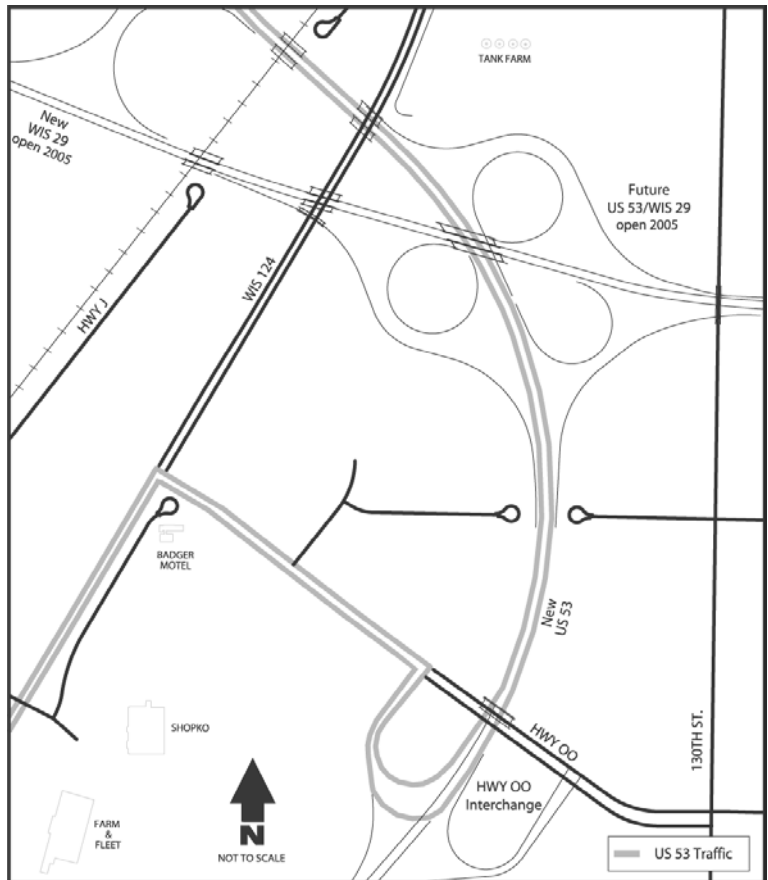 TANK FARM
New
WIS 29
open 2005
Future
US 53/WIS 29
open 2005
WIS 124
HWY J
BADGER
MOTEL
New
US 53
SHOPKO
HWY OO
130TH ST.
HWY OO
Interchange
FARM
&
FLEET
N
NOT TO SCALE
US 53 Traffic